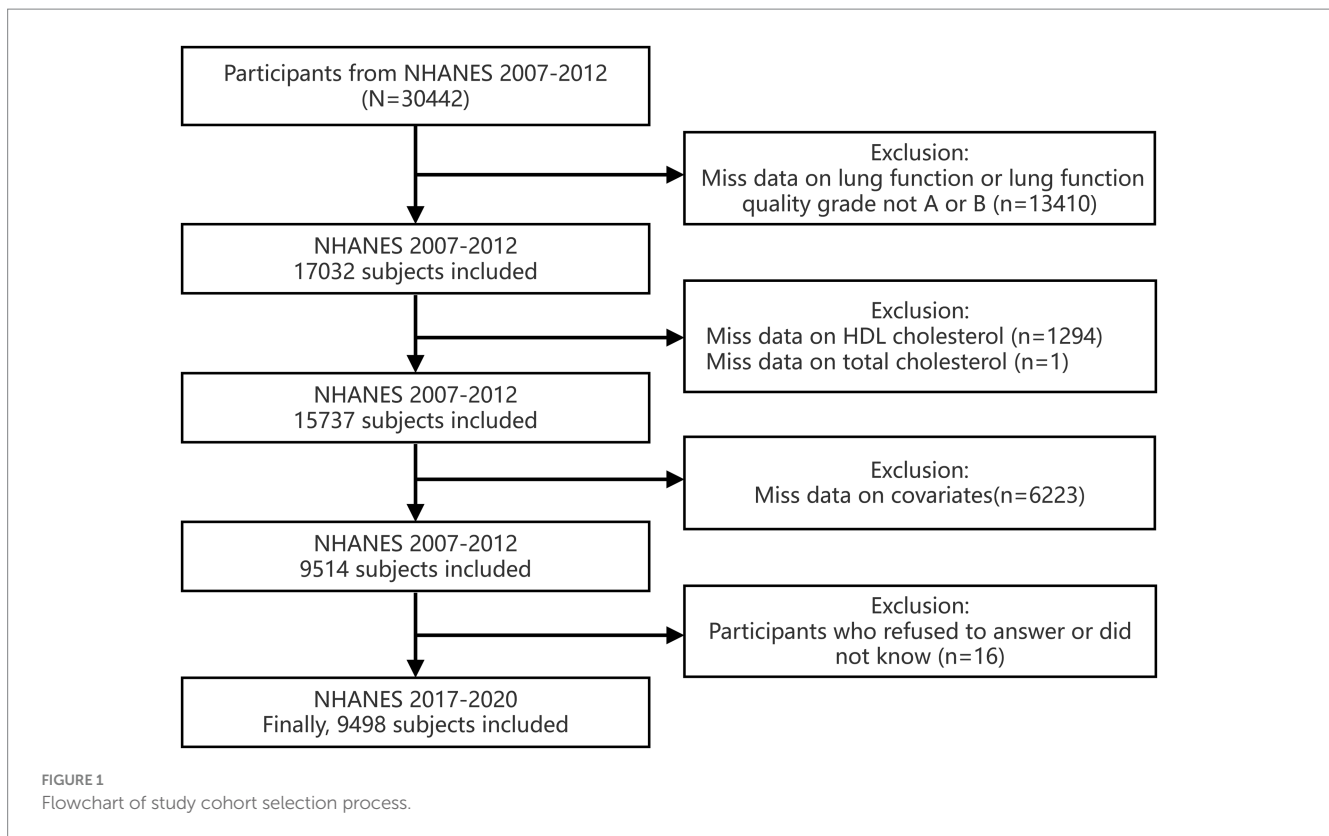 Participants from NHANES 2007-2012
(N=30442)
Exclusion:
Miss data on lung function or lung function
quality grade not A or B (n=13410)
NHANES 2007-2012
17032 subjects included
Exclusion:
Miss data on HDL cholesterol (n=1294)
Miss data on total cholesterol (n=1)
NHANES 2007-2012
15737 subjects included
Exclusion:
Miss data on covariates(n=6223)
NHANES 2007-2012
9514 subjects included
Exclusion:
Participants who refused to answer or did
not know (n=16)
NHANES 2017-2020
Finally, 9498 subjects included
FIGURE 1
Flowchart of study cohort selection process.